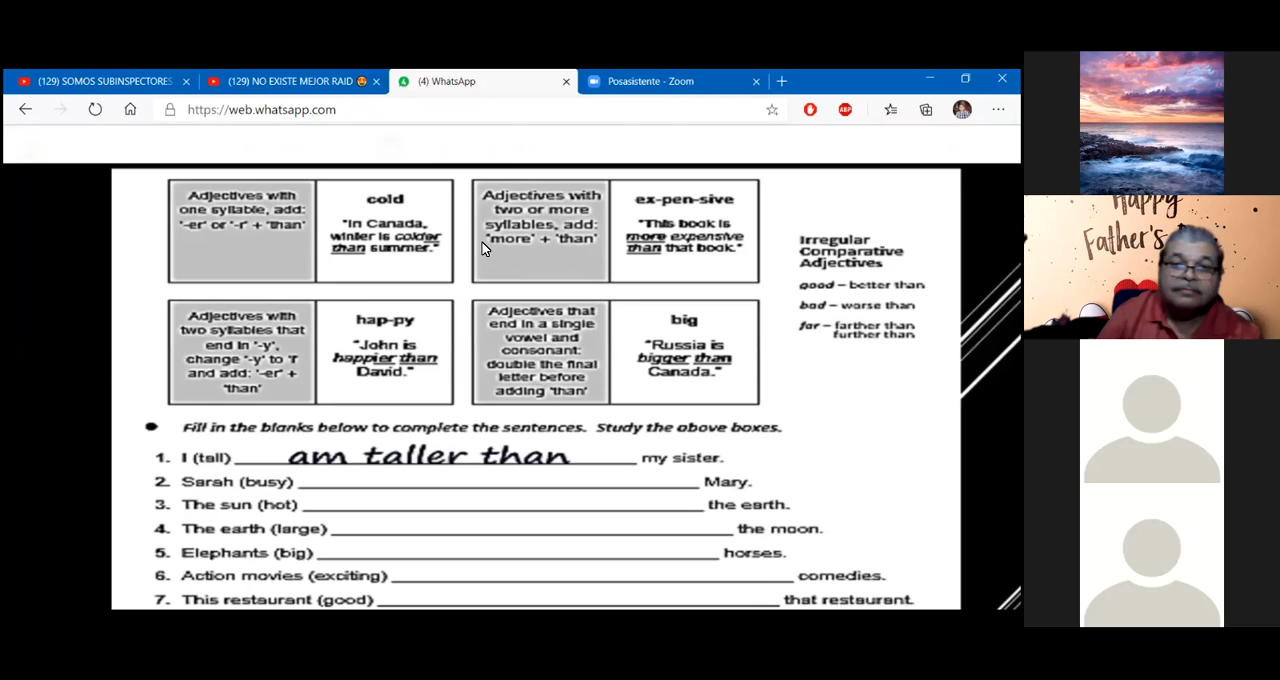 (129) SOMOS SUBINSPECTORES
(129) NO EXISTE MEJOR RAID
(4) WhatsApp
Posasistente - Zoom
https://web.whatsapp.com
ABP
Adjectives with
one syllable, add:
'-er' or '-r' + 'than'
cold
"In Canada,
winter is colder
than summer."
Adjectives with
two or more
syllables, add:
'more' + 'than'
ex-pen-sive
"This book is
more expensive
than that book."
Irregular
Comparative
Adjectives
good – better than
bad – worse than
far – farther than
further than
Adjectives with
two syllables that
end in '-y',
change '-y' to 'i'
and add: '-er' +
'than'
hap-py
"John is
happier than
David."
Adjectives that
end in a single
vowel and
consonant:
double the final
letter before
adding 'than'
big
"Russia is
bigger than
Canada."
Fill in the blanks below to complete the sentences. Study the above boxes.
1. I (tall) am taller than my sister.
2. Sarah (busy) Mary.
3. The sun (hot) the earth.
4. The earth (large) the moon.
5. Elephants (big) horses.
6. Action movies (exciting) comedies.
7. This restaurant (good) that restaurant.
Happy
Father's